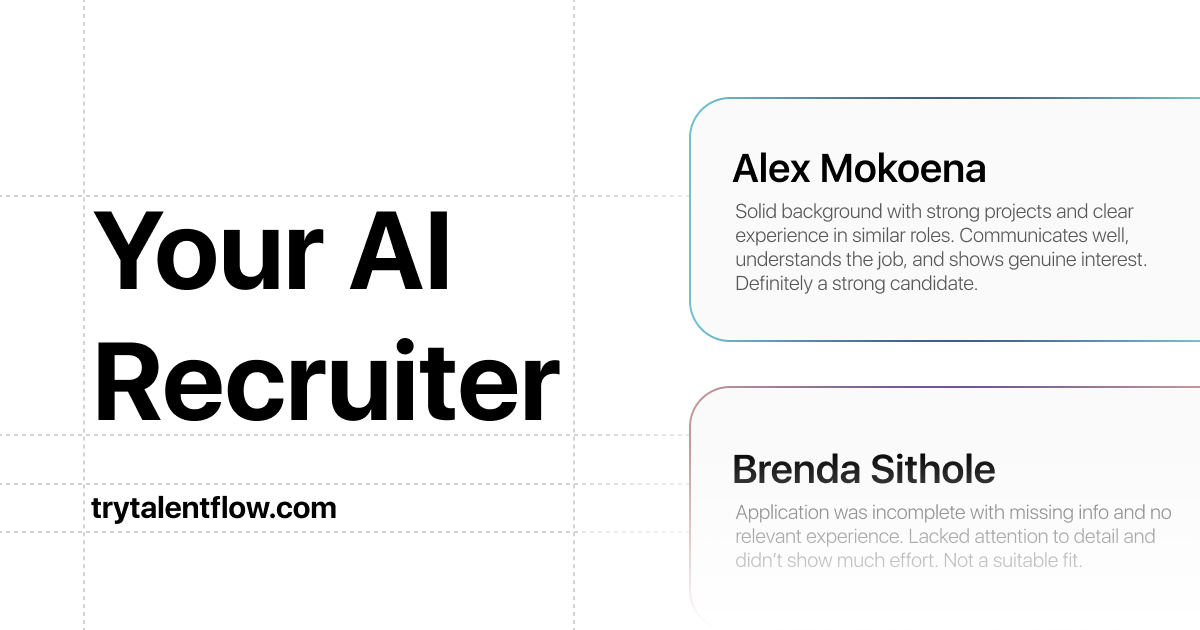 Your AI
Recruiter
trytalentflow.com
Alex Mokoena
Solid background with strong projects and clear
experience in similar roles. Communicates well,
understands the job, and shows genuine interest.
Definitely a strong candidate.
Brenda Sithole
Application was incomplete with missing info and no
relevant experience. Lacked attention to detail and
didn’t show much effort. Not a suitable fit.